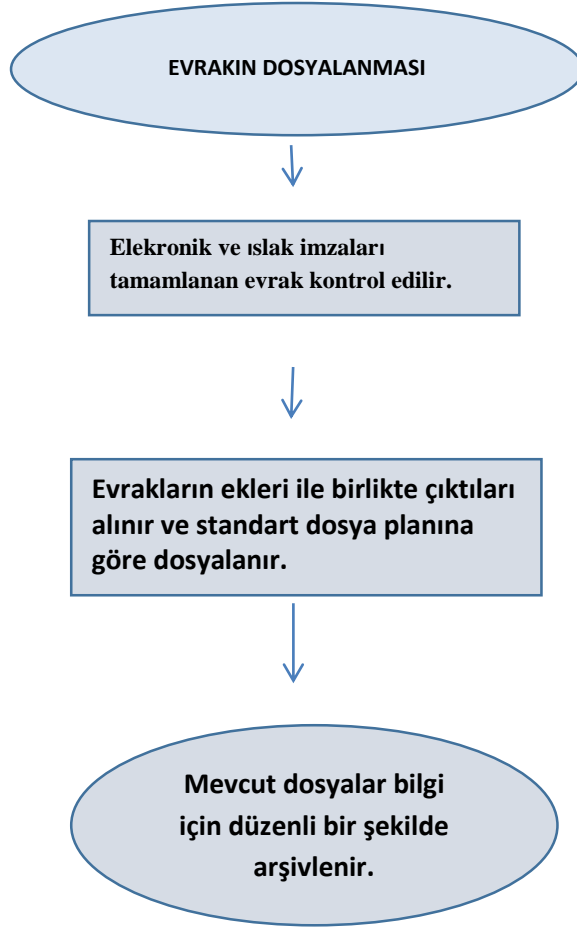 EVRAKIN DOSYALANMASI
Elekronik ve ıslak imzaları
tamamlanan evrak kontrol edilir.
Evrakların ekleri ile birlikte çıktıları
alınır ve standart dosya planına
göre dosyalanır.
Mevcut dosyalar bilgi
için düzenli bir şekilde
arşivlenir.